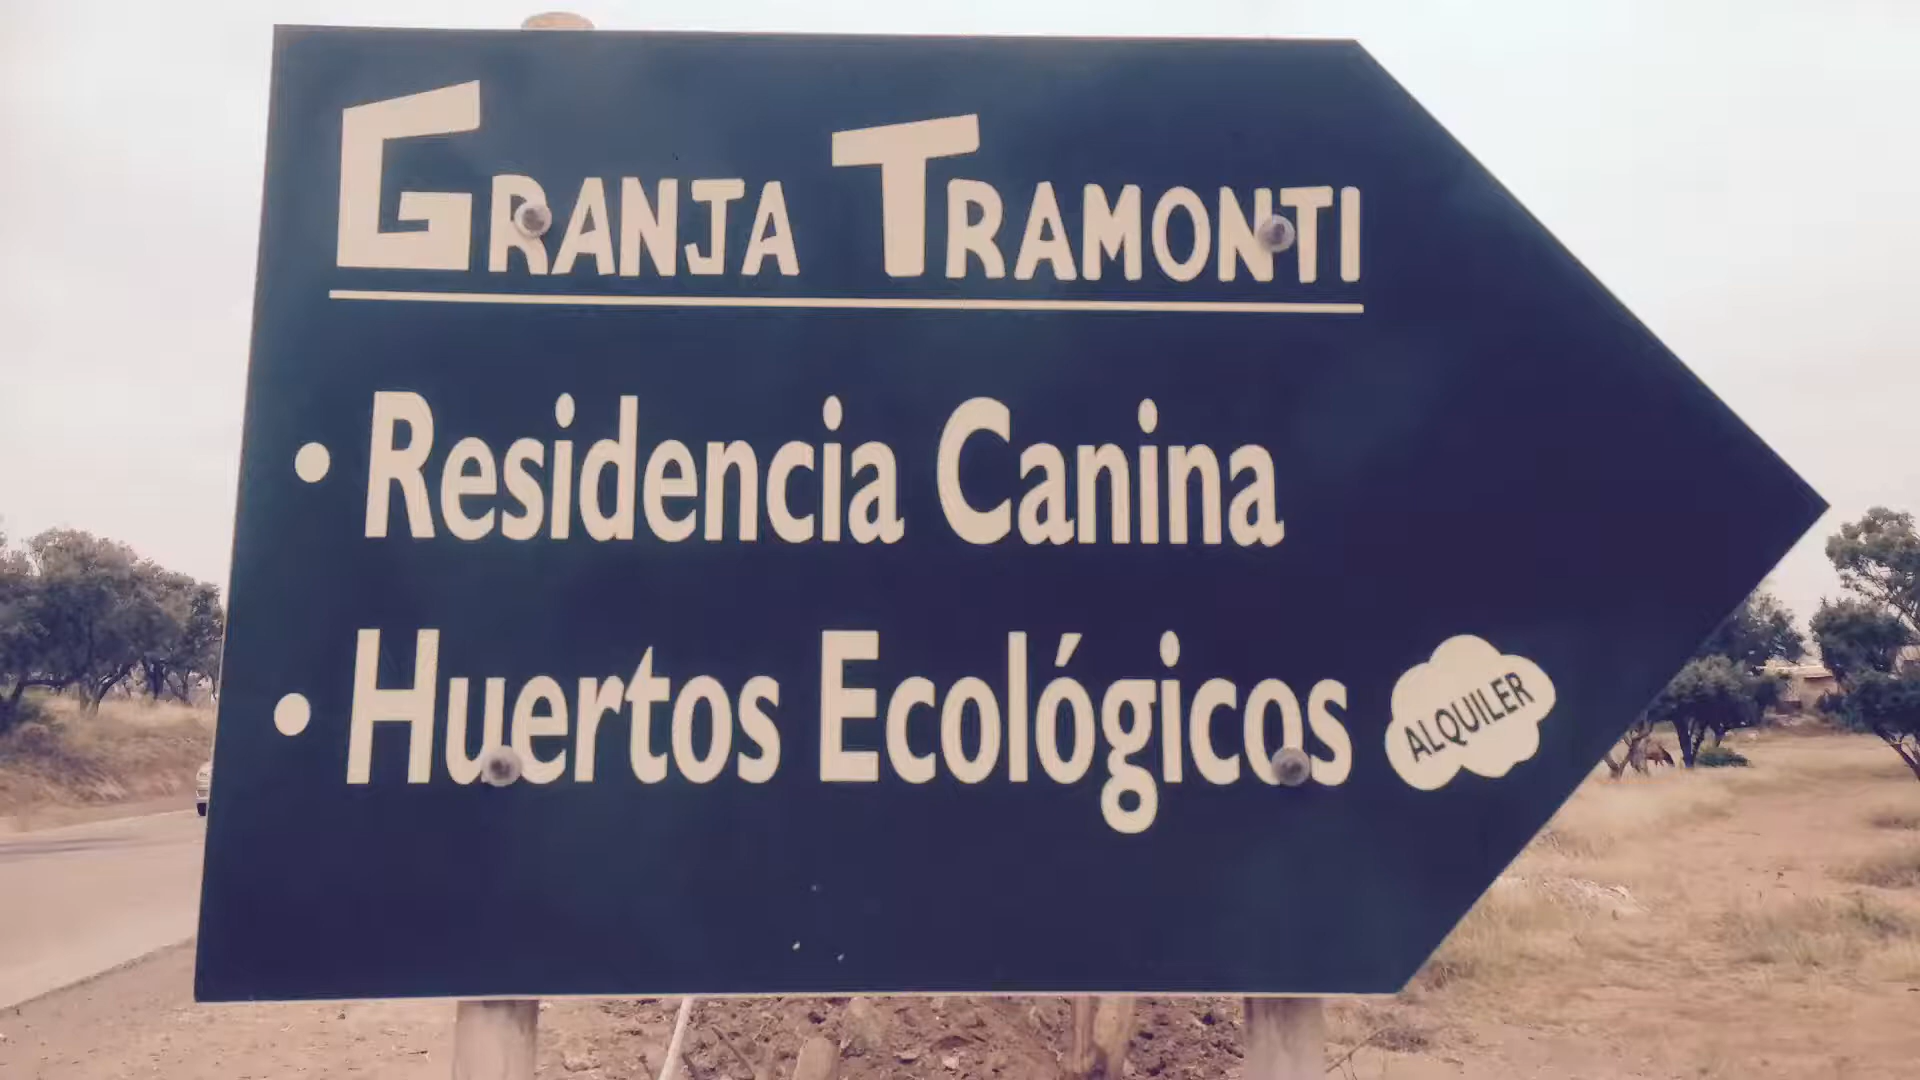 GRANJA TRAMONTI
• Residencia Canina
• Huertos Ecológicos
ALQUILER